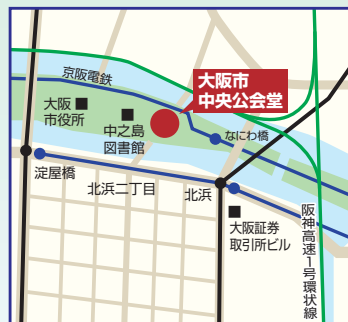 京阪電鉄
大阪市
中央公会堂
大阪
市役所
中之島
図書館
なにわ橋
淀屋橋
北浜二丁目
北浜
大阪証券
取引所ビル
阪神高速1号環状線